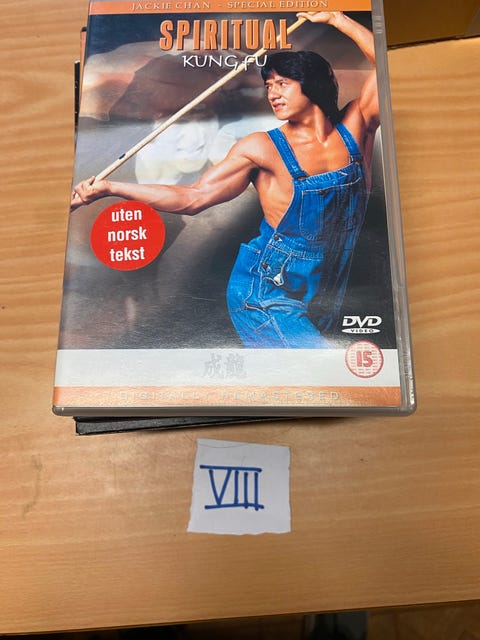 JACKIE CHAN - SPECIAL EDITION
SPIRITUAL
KUNG FU
uten
norsk
tekst
DVD
VIDEO
15
成龍
DIGITALLY REMASTERED
VIII